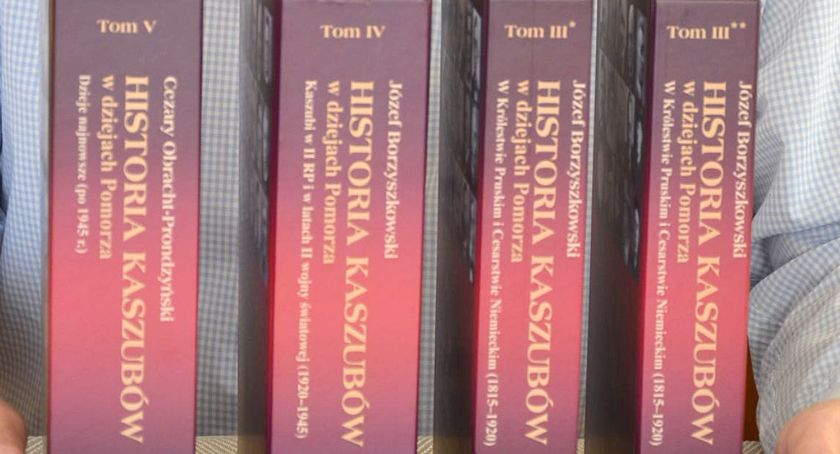 Tom V
Cezary Obracht-Prondzyński
HISTORIA KASZUBÓW
w dziejach Pomorza
Dzieje najnowsze (po 1945 r.)
Tom IV
Józef Borzyszkowski
HISTORIA KASZUBÓW
w dziejach Pomorza
Kaszubi w II RP i w latach II wojny światowej (1920–1945)
Tom III*
Józef Borzyszkowski
HISTORIA KASZUBÓW
w dziejach Pomorza
W Królestwie Pruskim i Cesarstwie Niemieckim (1815–1920)
Tom III**
Józef Borzyszkowski
HISTORIA KASZUBÓW
w dziejach Pomorza
W Królestwie Pruskim i Cesarstwie Niemieckim (1815–1920)